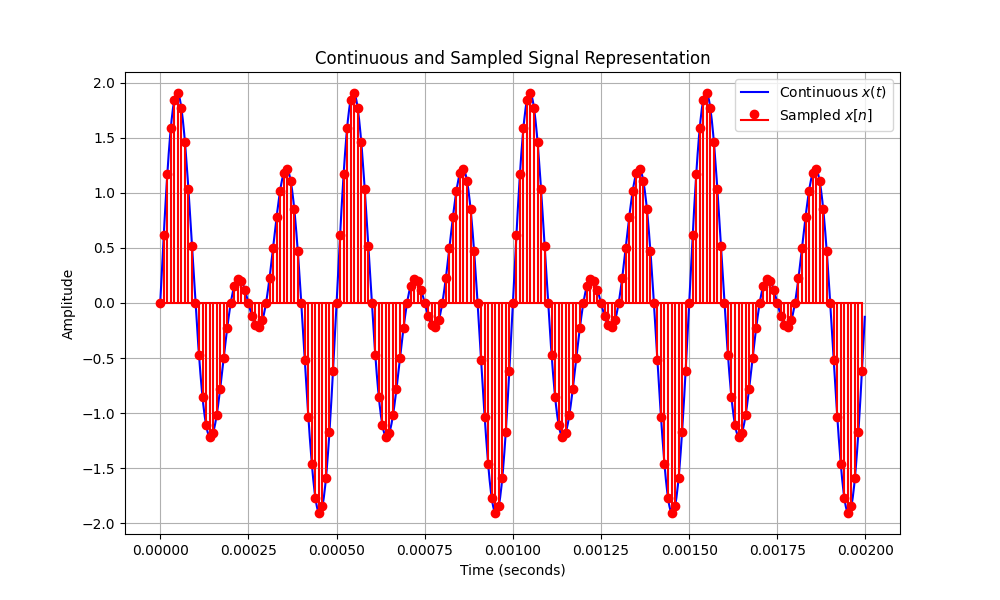 Continuous and Sampled Signal Representation
Continuous x(t)
Sampled x[n]
Amplitude
2.0
1.5
1.0
0.5
0.0
−0.5
−1.0
−1.5
−2.0
0.00000 0.00025 0.00050 0.00075 0.00100 0.00125 0.00150 0.00175 0.00200
Time (seconds)